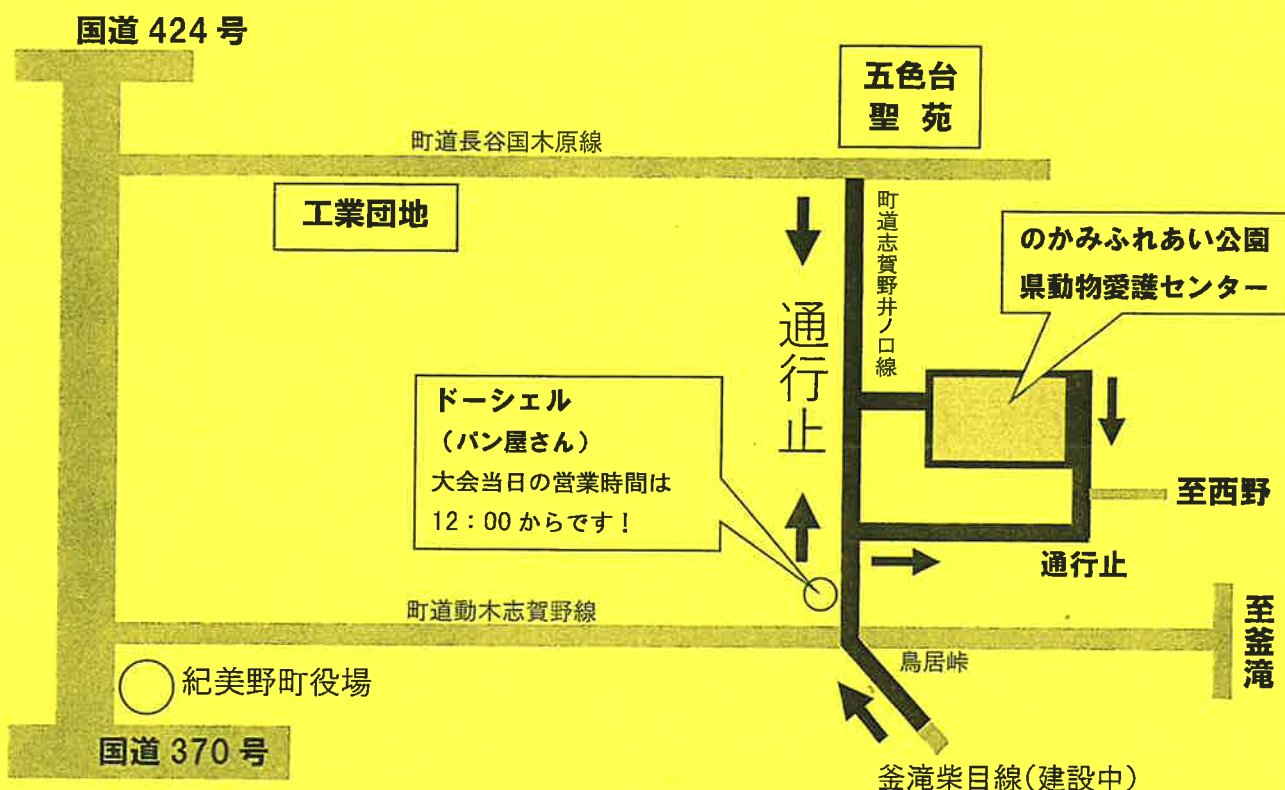 国道 424 号
五色台
聖 苑
町道長谷国木原線
工業団地
町道志賀野井ノ口線
のかみふれあい公園
県動物愛護センター
通行止
ドーシェル
（パン屋さん）
大会当日の営業時間は
12：00 からです！
至西野
通行止
町道動木志賀野線
至釜滝
鳥居峠
紀美野町役場
国道 370 号
釜滝柴目線(建設中)